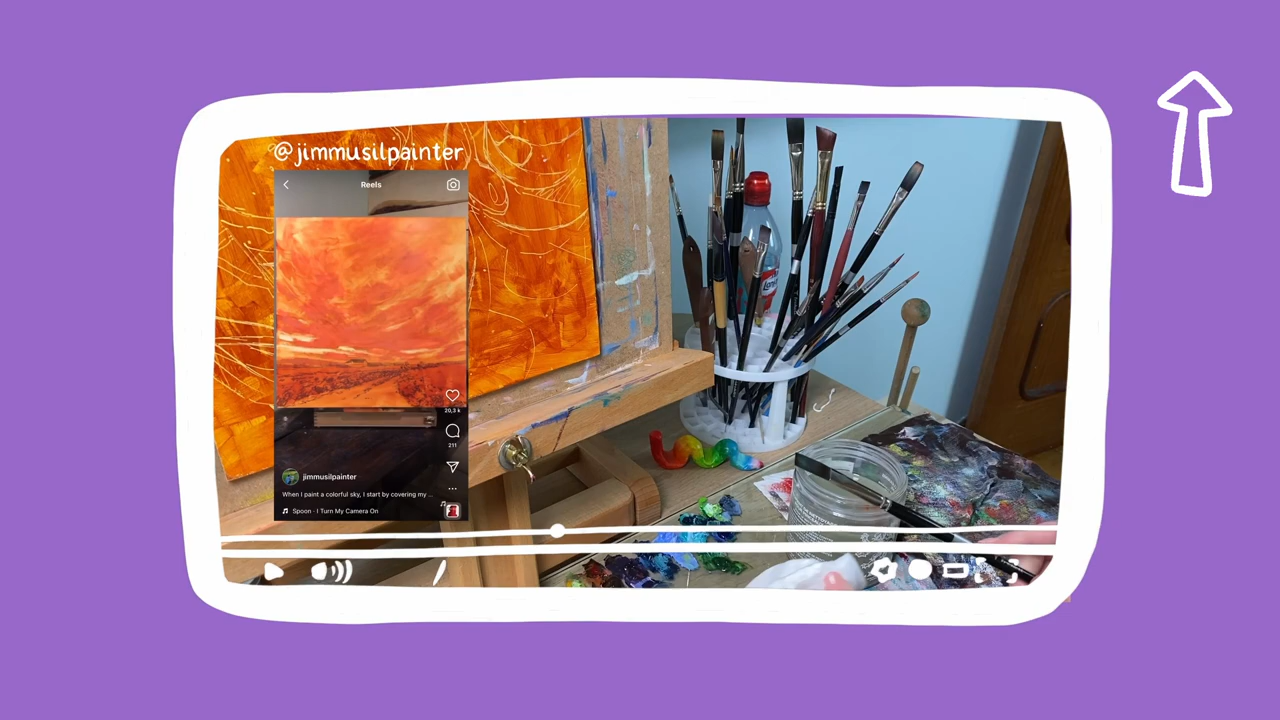 @jimmusilpainter
Reels
20,3 k
211
jimmusilpainter
When I paint a colorful sky, I start by covering my ...
Spoon · I Turn My Camera On